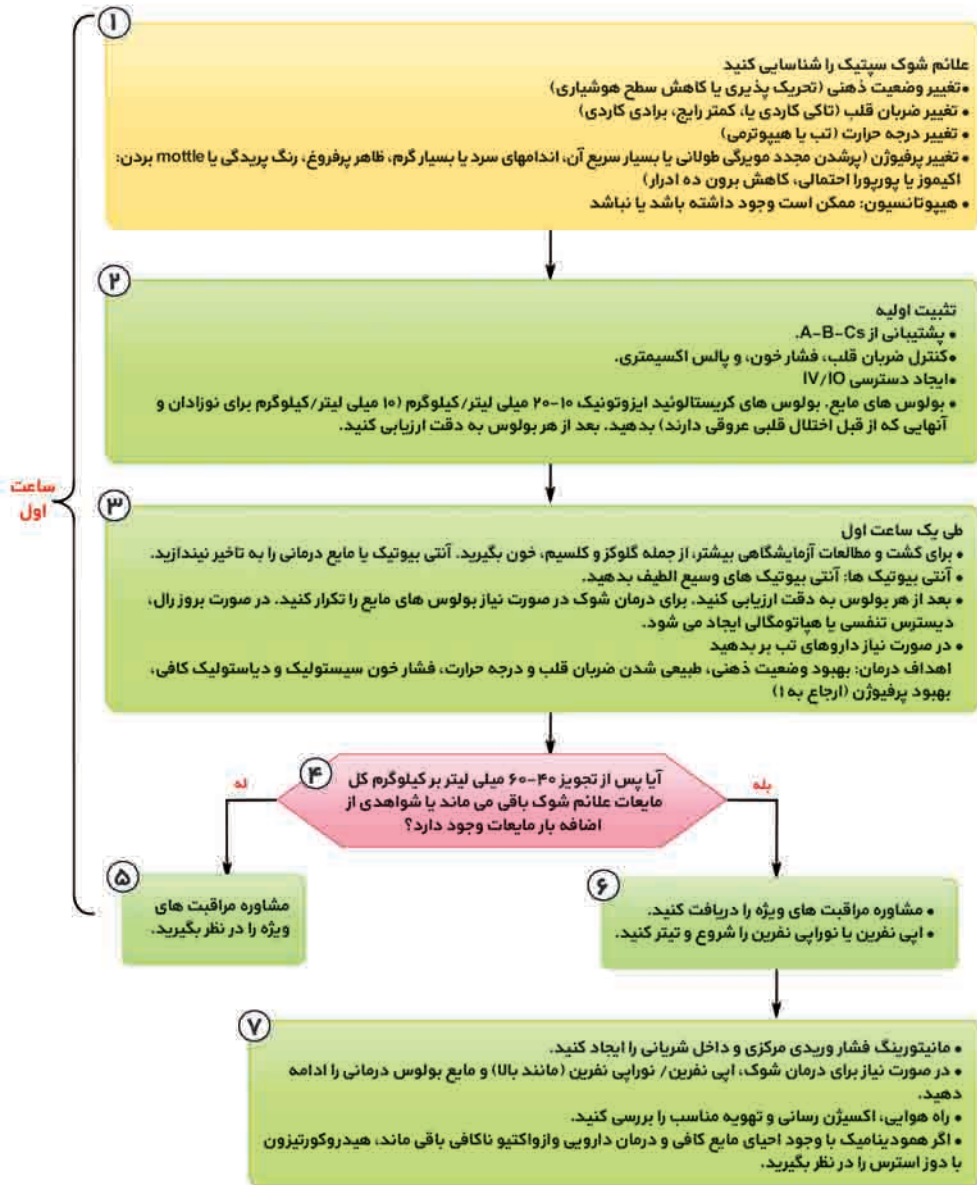 ۱
علائم شوک سپتیک را شناسایی کنید
•تغییر وضعیت ذهنی (تحریک پذیری یا کاهش سطح هوشیاری)
• تغییر ضربان قلب (تاکی کاردی یا، کمتر رایج، برادی کاردی)
• تغییر درجه حرارت (تب یا هیپوترمی)
• تغییر پرفیوژن (پرشدن مجدد مویرگی طولانی یا بسیار سریع آن، اندامهای سرد یا بسیار گرم، ظاهر پرفروغ، رنگ پریدگی یا mottle بردن:
اکیموز یا پورپورا احتمالی، کاهش برون ده ادرار)
• هیپوتانسیون: ممکن است وجود داشته باشد یا نباشد
۲
تثبیت اولیه
• پشتیبانی از A-B-Cs.
•کنترل ضربان قلب، فشار خون، و پالس اکسیمتری.
•ایجاد دسترسی IV/IO
• بولوس های مایع. بولوس های کریستالوئید ایزوتونیک ۱۰-۲۰ میلی لیتر/کیلوگرم (۱۰ میلی لیتر/کیلوگرم برای نوزادان و
آنهایی که از قبل اختلال قلبی عروقی دارند) بدهید. بعد از هر بولوس به دقت ارزیابی کنید.
ساعت
اول
۳
طی یک ساعت اول
• برای کشت و مطالعات آزمایشگاهی بیشتر، از جمله گلوکز و کلسیم، خون بگیرید. آنتی بیوتیک یا مایع درمانی را به تاخیر نیندازید.
• آنتی بیوتیک ها: آنتی بیوتیک های وسیع الطیف بدهید.
• بعد از هر بولوس به دقت ارزیابی کنید. برای درمان شوک در صورت نیاز بولوس های مایع را تکرار کنید. در صورت بروز رال،
دیسترس تنفسی یا هپاتومگالی ایجاد می شود.
• در صورت نیاز داروهای تب بر بدهید
اهداف درمان: بهبود وضعیت ذهنی، طبیعی شدن ضربان قلب و درجه حرارت، فشار خون سیستولیک و دیاستولیک کافی،
بهبود پرفیوژن (ارجاع به ۱)
۴
آیا پس از تجویز ۴۰-۶۰ میلی لیتر بر کیلوگرم کل
مایعات علائم شوک باقی می ماند یا شواهدی از
اضافه بار مایعات وجود دارد؟
بله
نه
۵
مشاوره مراقبت های
ویژه را در نظر بگیرید.
۶
• مشاوره مراقبت های ویژه را دریافت کنید.
• اپی نفرین یا نوراپی نفرین را شروع و تیتر کنید.
۷
• مانیتورینگ فشار وریدی مرکزی و داخل شریانی را ایجاد کنید.
• در صورت نیاز برای درمان شوک، اپی نفرین/ نوراپی نفرین (مانند بالا) و مایع بولوس درمانی را ادامه
دهید.
• راه هوایی، اکسیژن رسانی و تهویه مناسب را بررسی کنید.
• اگر همودینامیک با وجود احیای مایع کافی و درمان دارویی وازواکتیو ناکافی باقی ماند، هیدروکورتیزون
با دوز استرس را در نظر بگیرید.